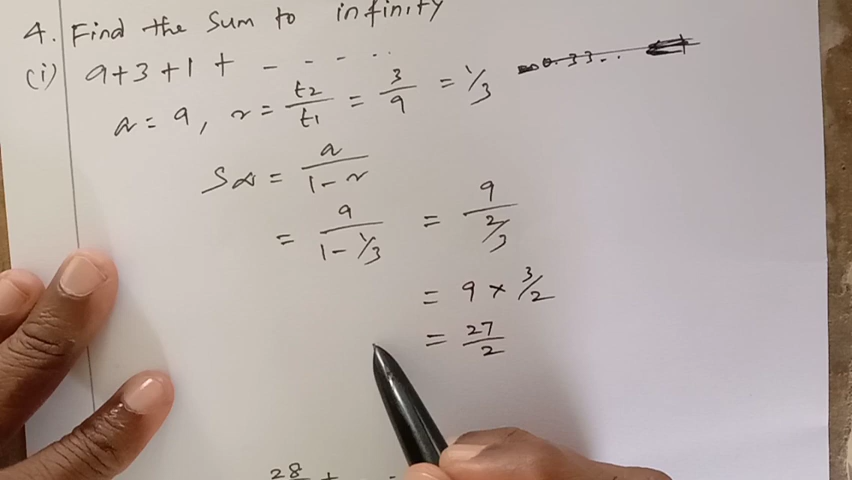 4. Find the Sum to infinity
(i) 9+3+1+ - - - - ..
a = 9, r = t2/t1 = 3/9 = 1/3
S∞ = a/(1-r)
= 9/(1-1/3) = 9/(2/3)
= 9 × 3/2
= 27/2
28 +